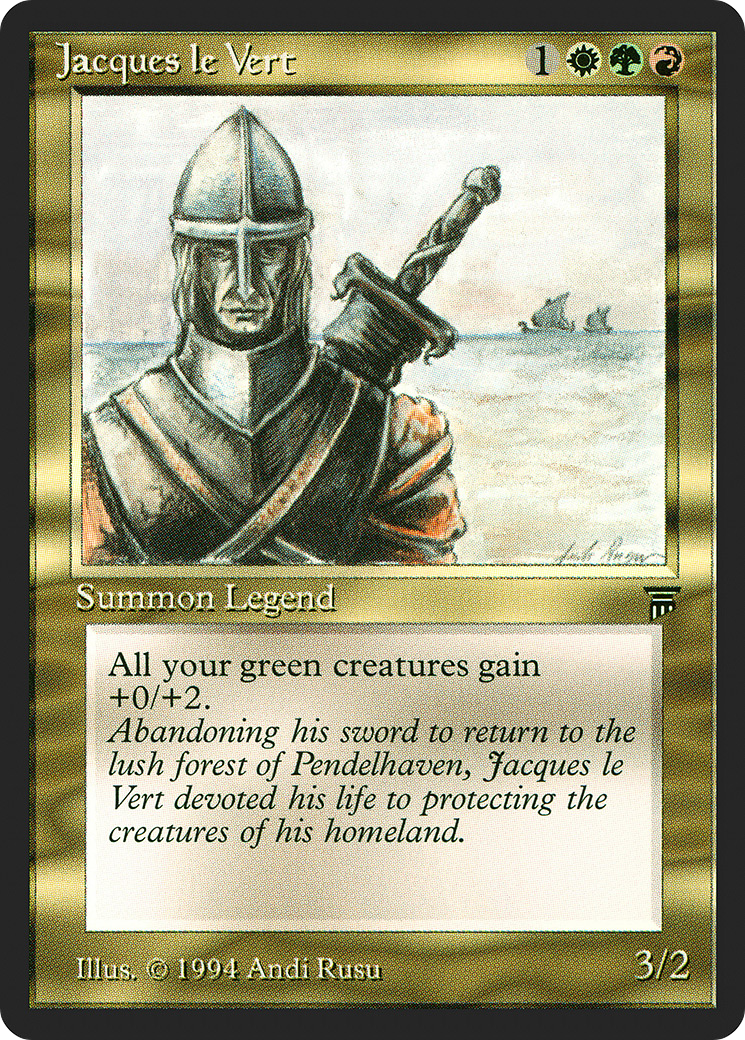 Jacques le Vert 1
Summon Legend
All your green creatures gain
+0/+2.
Abandoning his sword to return to the
lush forest of Pendelhaven, Jacques le
Vert devoted his life to protecting the
creatures of his homeland.
Illus. © 1994 Andi Rusu 3/2